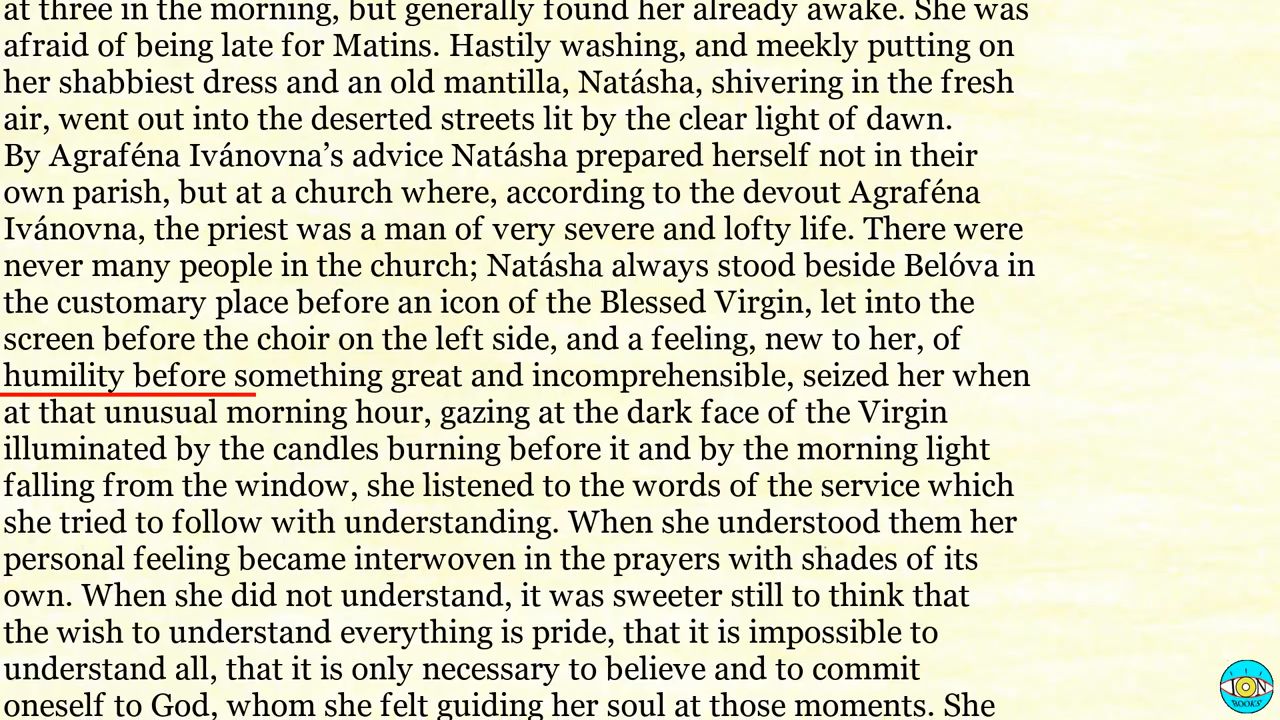 at three in the morning, but generally found her already awake. She was
afraid of being late for Matins. Hastily washing, and meekly putting on
her shabbiest dress and an old mantilla, Natásha, shivering in the fresh
air, went out into the deserted streets lit by the clear light of dawn.
By Agraféna Ivánovna’s advice Natásha prepared herself not in their
own parish, but at a church where, according to the devout Agraféna
Ivánovna, the priest was a man of very severe and lofty life. There were
never many people in the church; Natásha always stood beside Belóva in
the customary place before an icon of the Blessed Virgin, let into the
screen before the choir on the left side, and a feeling, new to her, of
humility before something great and incomprehensible, seized her when
at that unusual morning hour, gazing at the dark face of the Virgin
illuminated by the candles burning before it and by the morning light
falling from the window, she listened to the words of the service which
she tried to follow with understanding. When she understood them her
personal feeling became interwoven in the prayers with shades of its
own. When she did not understand, it was sweeter still to think that
the wish to understand everything is pride, that it is impossible to
understand all, that it is only necessary to believe and to commit
oneself to God, whom she felt guiding her soul at those moments. She
ION
BOOKS